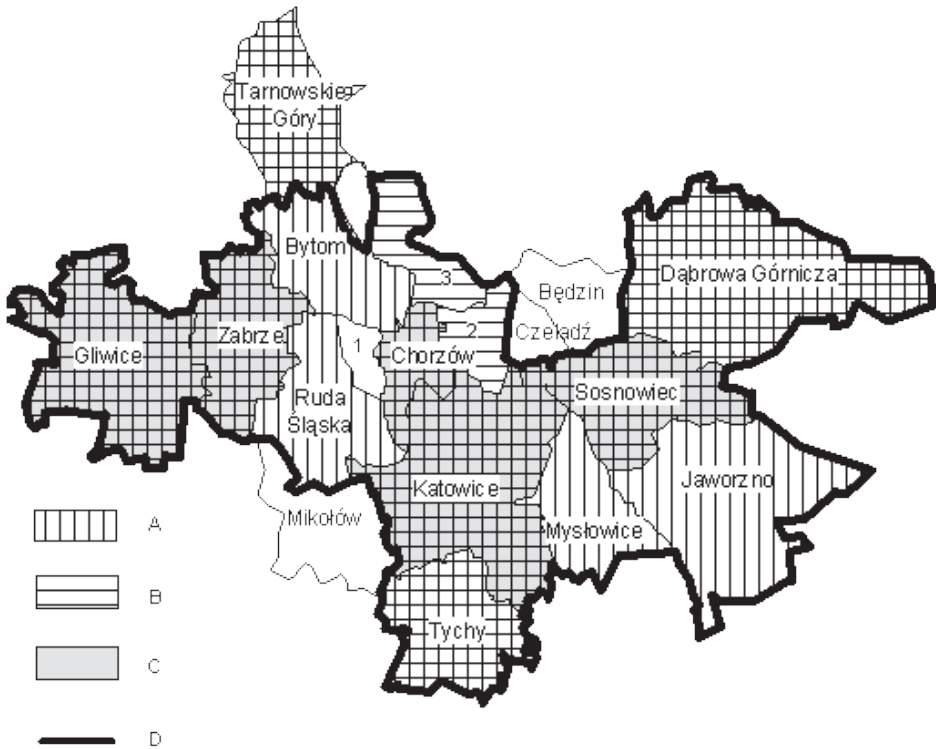 Tarnowskie
Góry
Bytom
3
Będzin
Dąbrowa Górnicza
Czeladź
2
1
Zabrze
Chorzów
Gliwice
Sosnowiec
Ruda
Śląska
Katowice
Jaworzno
Mikołów
Mysłowice
Tychy
A
B
C
D